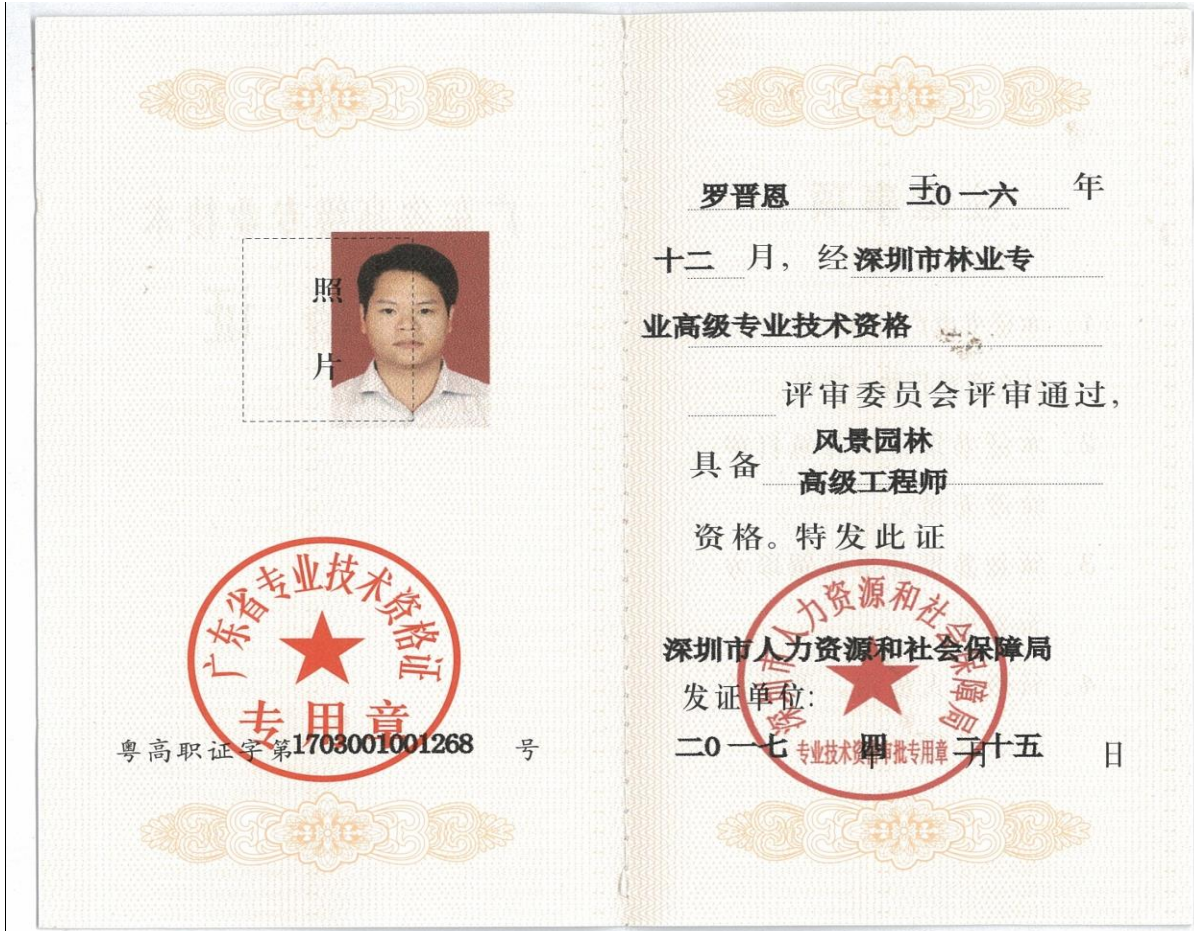 照
片
广东省专业技术资格证
专用章
粤高职证字第1703001001268 号
罗晋恩 于二0一六 年
十二 月，经深圳市林业专
业高级专业技术资格
评审委员会评审通过，
具备 风景园林
高级工程师
资格。特发此证
深圳市人力资源和社会保障局
深圳市人力资源和社会保障局
发证单位：
二0一七 年 四 月 二十五 日
专业技术资格审批专用章